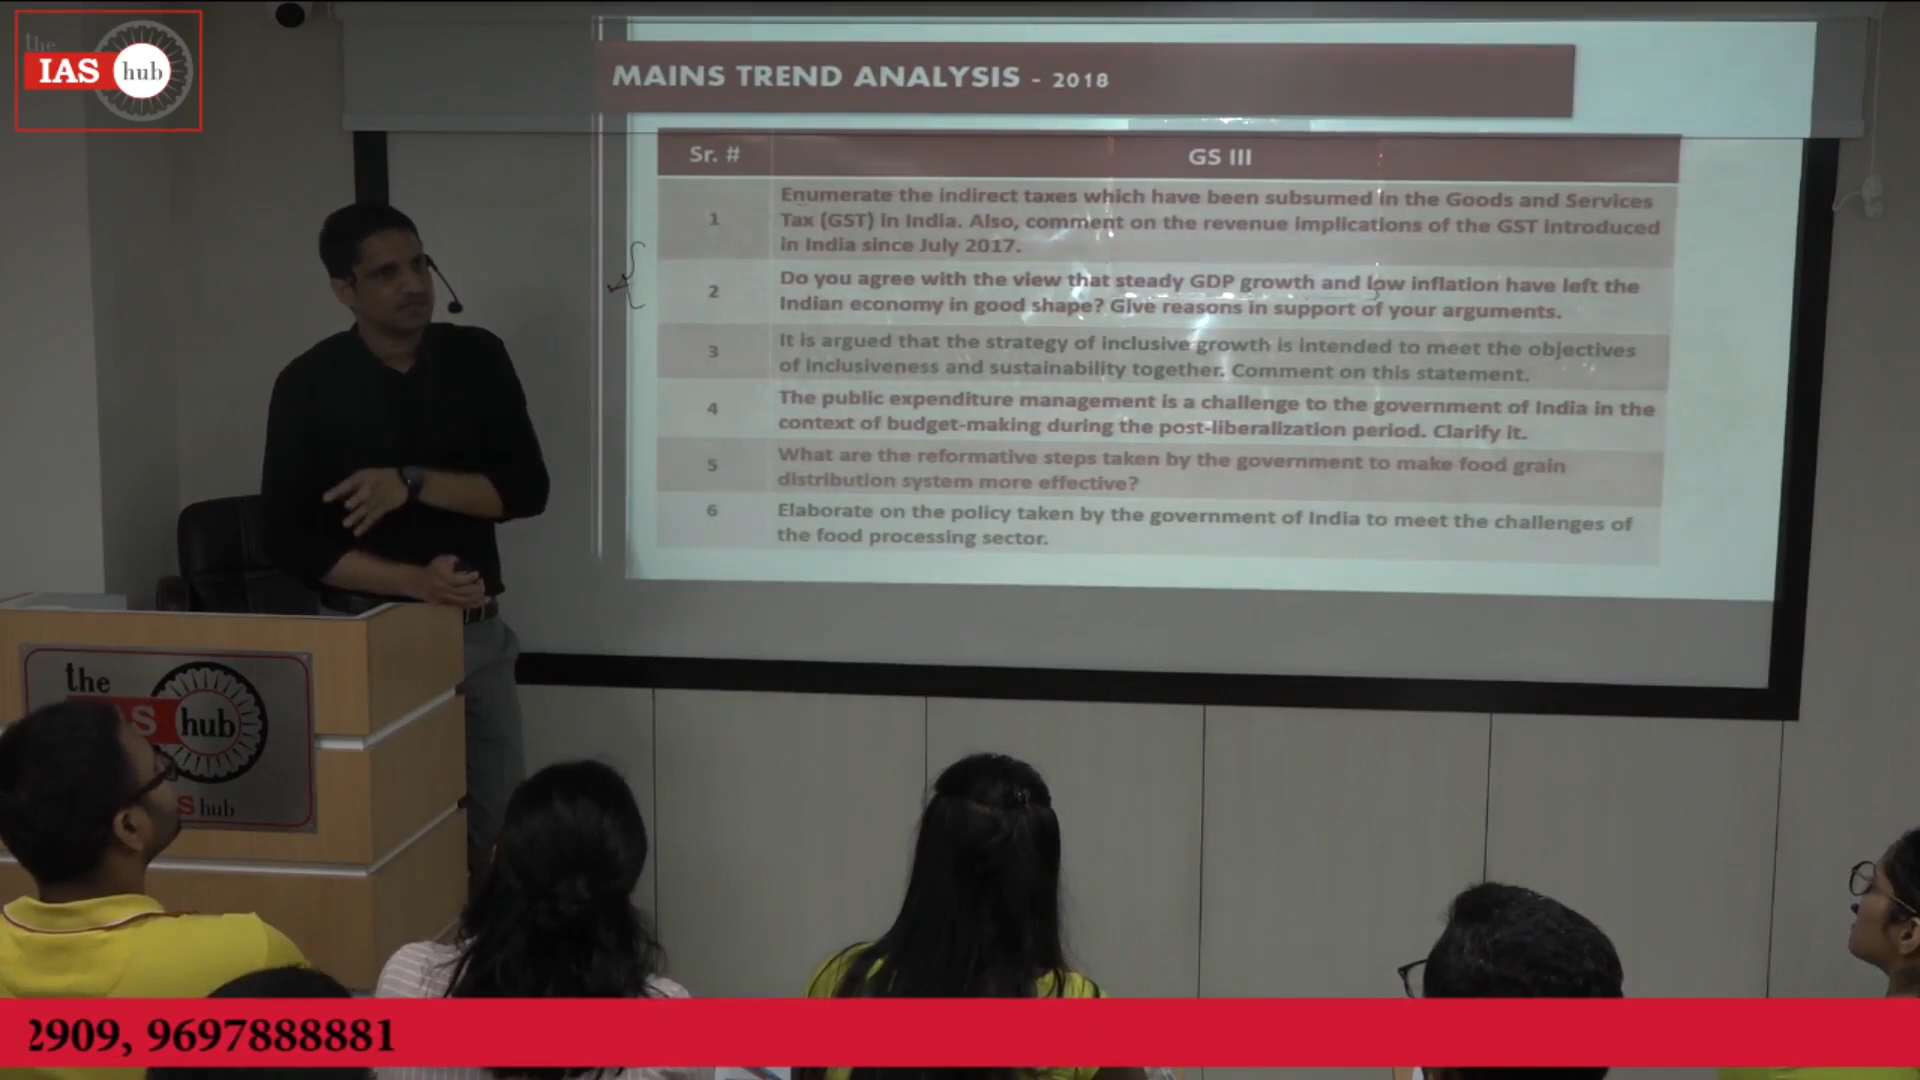 the
IAS hub
MAINS TREND ANALYSIS - 2018
Sr. # GS III
1 Enumerate the indirect taxes which have been subsumed in the Goods and Services
Tax (GST) in India. Also, comment on the revenue implications of the GST introduced
in India since July 2017.
2 Do you agree with the view that steady GDP growth and low inflation have left the
Indian economy in good shape? Give reasons in support of your arguments.
3 It is argued that the strategy of inclusive growth is intended to meet the objectives
of inclusiveness and sustainability together. Comment on this statement.
4 The public expenditure management is a challenge to the government of India in the
context of budget-making during the post-liberalization period. Clarify it.
5 What are the reformative steps taken by the government to make food grain
distribution system more effective?
6 Elaborate on the policy taken by the government of India to meet the challenges of
the food processing sector.
the
S hub
S hub
2909, 9697888881